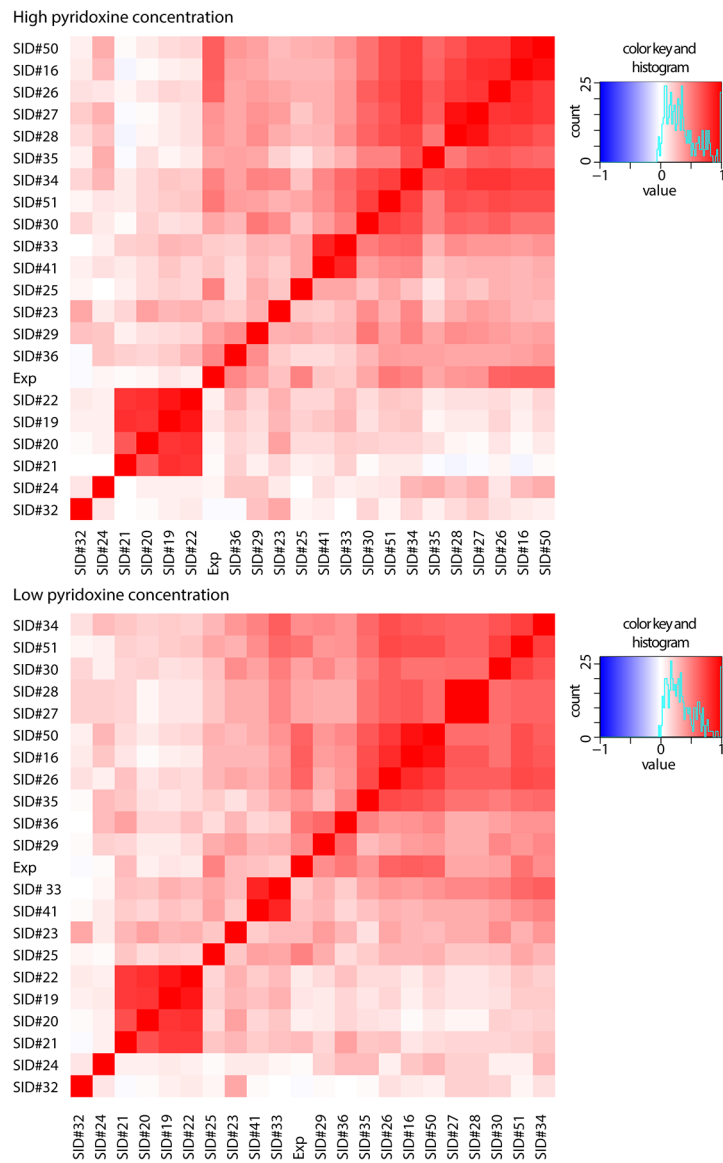 High pyridoxine concentration
SID#50
SID#16
SID#26
SID#27
SID#28
SID#35
SID#34
SID#51
SID#30
SID#33
SID#41
SID#25
SID#23
SID#29
SID#36
Exp
SID#22
SID#19
SID#20
SID#21
SID#24
SID#32
SID#32
SID#24
SID#21
SID#20
SID#19
SID#22
Exp
SID#36
SID#29
SID#23
SID#25
SID#41
SID#33
SID#30
SID#51
SID#34
SID#35
SID#28
SID#27
SID#26
SID#16
SID#50
color key and
histogram
25
count
0
−1 0 1
value
Low pyridoxine concentration
SID#34
SID#51
SID#30
SID#28
SID#27
SID#50
SID#16
SID#26
SID#35
SID#36
SID#29
Exp
SID# 33
SID#41
SID#23
SID#25
SID#22
SID#19
SID#20
SID#21
SID#24
SID#32
SID#32
SID#24
SID#21
SID#20
SID#19
SID#22
SID#25
SID#23
SID#41
SID#33
Exp
SID#29
SID#36
SID#35
SID#26
SID#16
SID#50
SID#27
SID#28
SID#30
SID#51
SID#34
color key and
histogram
25
count
0
−1 0 1
value